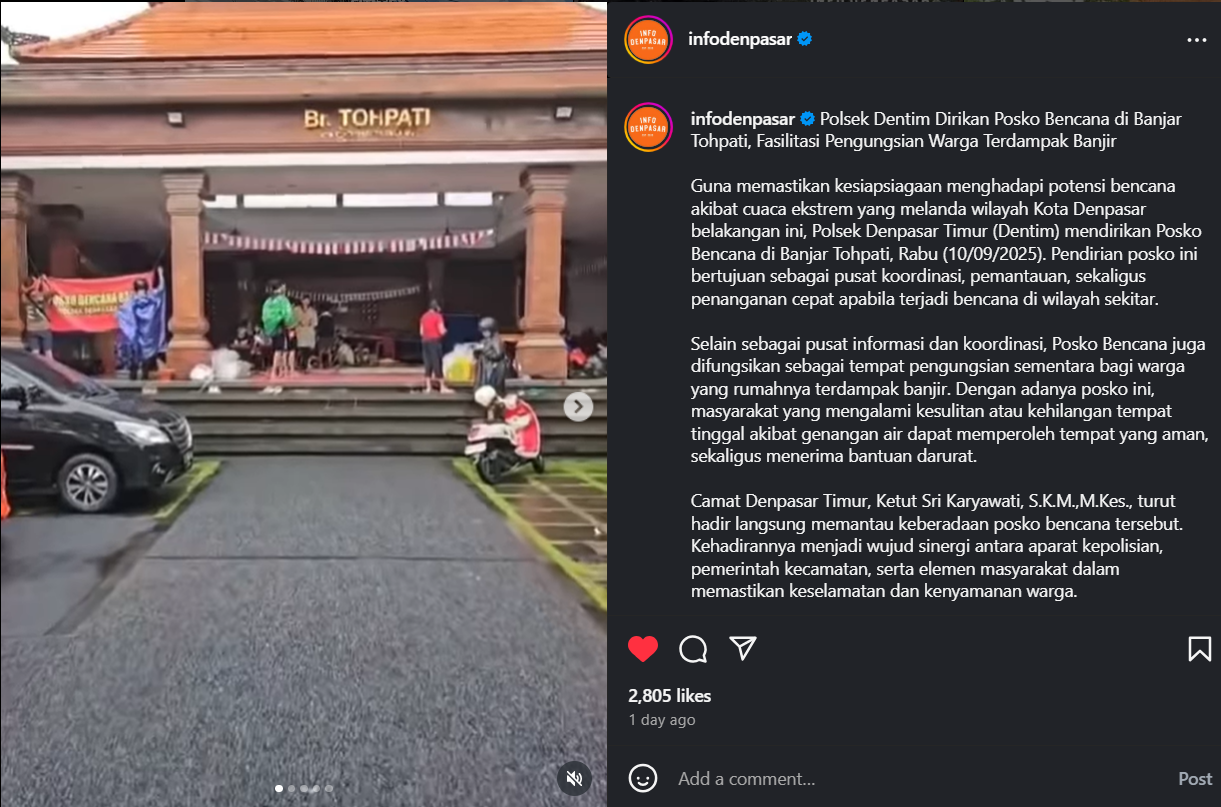 Br. TOHPATI
POSKO BENCANA
INFO
DENPASAR
infodenpasar
INFO
DENPASAR
infodenpasar Polsek Dentim Dirikan Posko Bencana di Banjar
Tohpati, Fasilitasi Pengungsian Warga Terdampak Banjir
Guna memastikan kesiapsiagaan menghadapi potensi bencana
akibat cuaca ekstrem yang melanda wilayah Kota Denpasar
belakangan ini, Polsek Denpasar Timur (Dentim) mendirikan Posko
Bencana di Banjar Tohpati, Rabu (10/09/2025). Pendirian posko ini
bertujuan sebagai pusat koordinasi, pemantauan, sekaligus
penanganan cepat apabila terjadi bencana di wilayah sekitar.
Selain sebagai pusat informasi dan koordinasi, Posko Bencana juga
difungsikan sebagai tempat pengungsian sementara bagi warga
yang rumahnya terdampak banjir. Dengan adanya posko ini,
masyarakat yang mengalami kesulitan atau kehilangan tempat
tinggal akibat genangan air dapat memperoleh tempat yang aman,
sekaligus menerima bantuan darurat.
Camat Denpasar Timur, Ketut Sri Karyawati, S.K.M.,M.Kes., turut
hadir langsung memantau keberadaan posko bencana tersebut.
Kehadirannya menjadi wujud sinergi antara aparat kepolisian,
pemerintah kecamatan, serta elemen masyarakat dalam
memastikan keselamatan dan kenyamanan warga.
2,805 likes
1 day ago
Add a comment...
Post